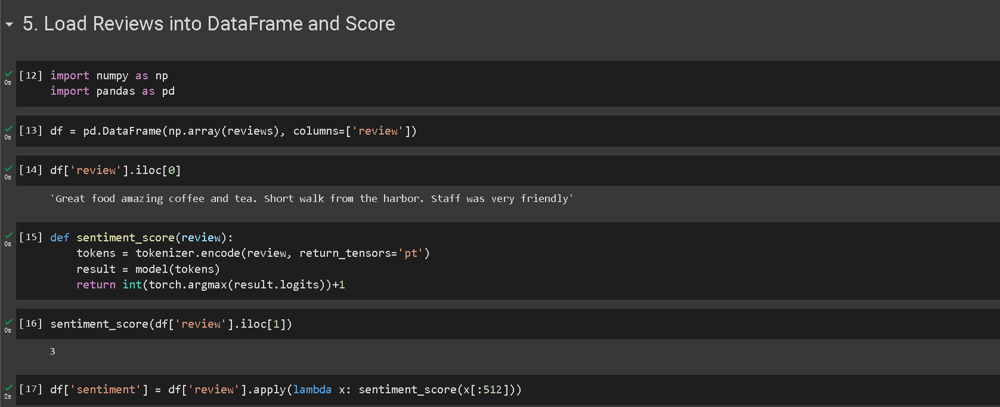 5. Load Reviews into DataFrame and Score
[12] import numpy as np
import pandas as pd
0s
[13] df = pd.DataFrame(np.array(reviews), columns=['review'])
0s
[14] df['review'].iloc[0]
0s
'Great food amazing coffee and tea. Short walk from the harbor. Staff was very friendly'
[15] def sentiment_score(review):
0s
    tokens = tokenizer.encode(review, return_tensors='pt')
    result = model(tokens)
    return int(torch.argmax(result.logits))+1
[16] sentiment_score(df['review'].iloc[1])
0s
3
[17] df['sentiment'] = df['review'].apply(lambda x: sentiment_score(x[:512]))
2s